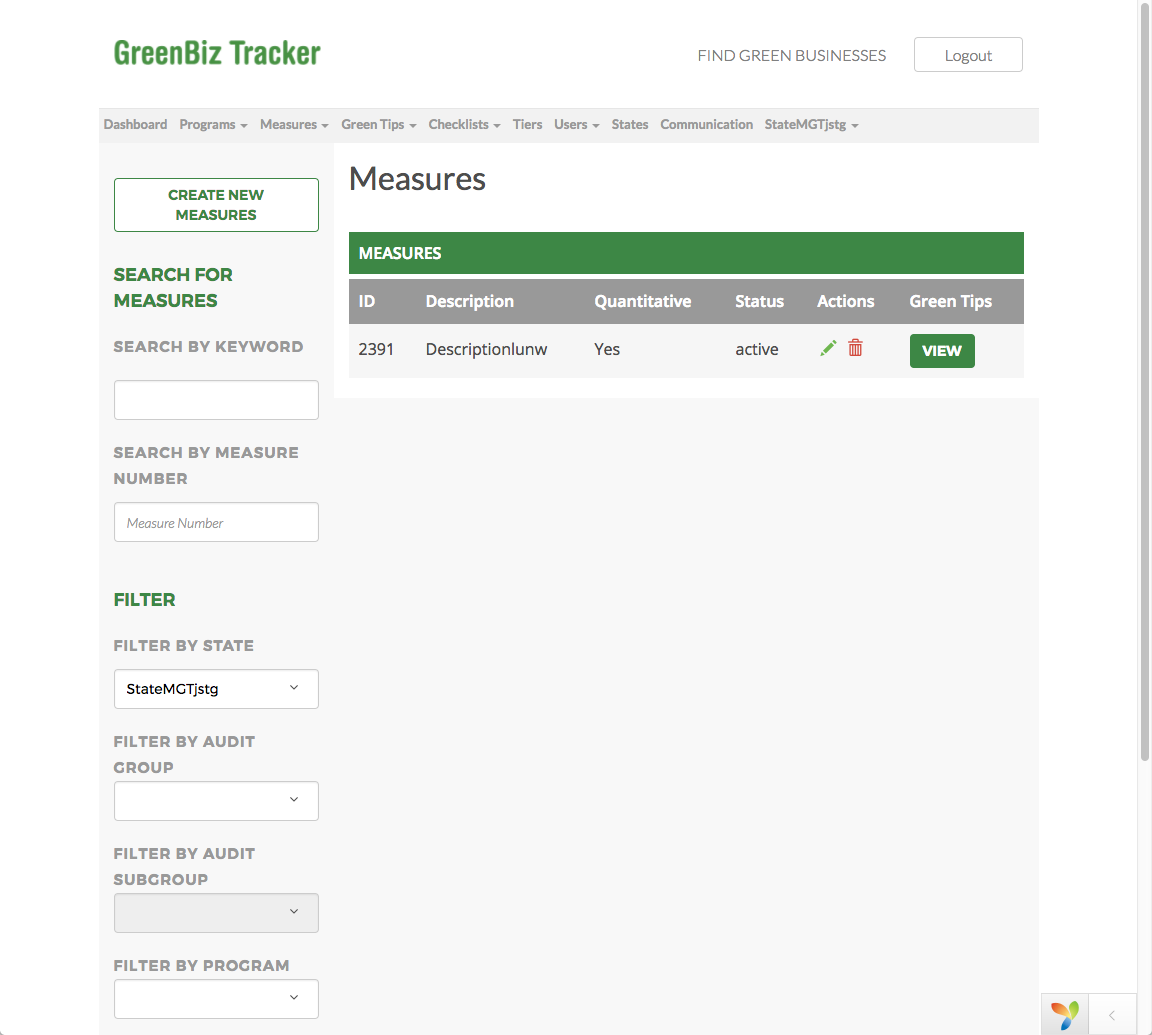 GreenBiz Tracker
FIND GREEN BUSINESSES
Logout
Dashboard Programs Measures Green Tips Checklists Tiers Users States Communication StateMGTjstg
CREATE NEW
MEASURES
SEARCH FOR
MEASURES
SEARCH BY KEYWORD
SEARCH BY MEASURE
NUMBER
Measure Number
FILTER
FILTER BY STATE
StateMGTjstg
FILTER BY AUDIT
GROUP
FILTER BY AUDIT
SUBGROUP
FILTER BY PROGRAM
Measures
MEASURES
ID Description Quantitative Status Actions Green Tips
2391 Descriptionlunw Yes active VIEW